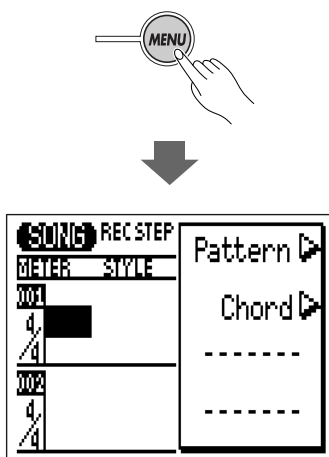 MENU
SONG REC STEP
METER STYLE
001
4/4
002
4/4
Pattern
Chord
-------
-------